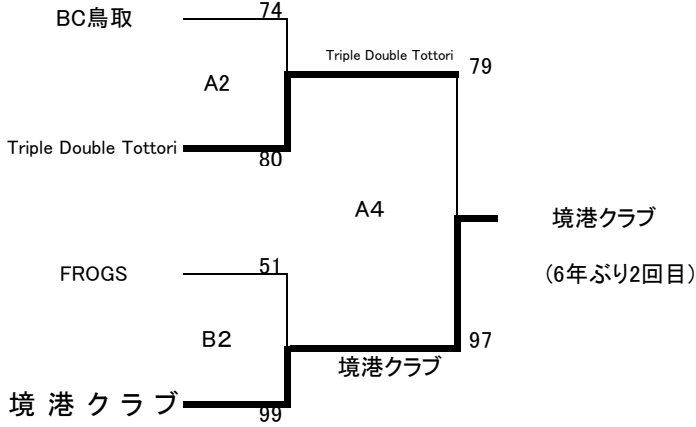 BC鳥取
74
Triple Double Tottori
79
A2
Triple Double Tottori
80
A4
境港クラブ
FROGS
51
(6年ぶり2回目)
B2
97
境港クラブ
境港クラブ
99